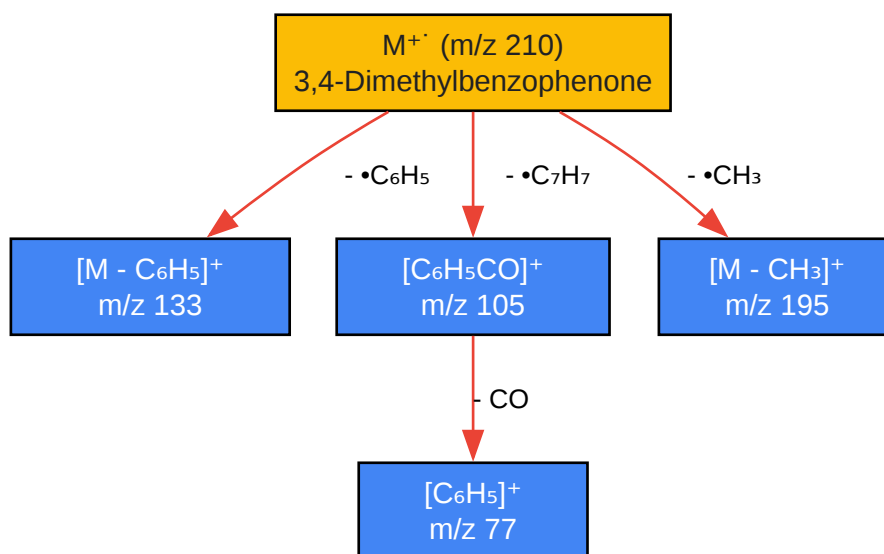 M⁺˙ (m/z 210)
3,4-Dimethylbenzophenone
- •C₆H₅
- •C₇H₇
- •CH₃
[M - C₆H₅]⁺
m/z 133
[C₆H₅CO]⁺
m/z 105
[M - CH₃]⁺
m/z 195
- CO
[C₆H₅]⁺
m/z 77